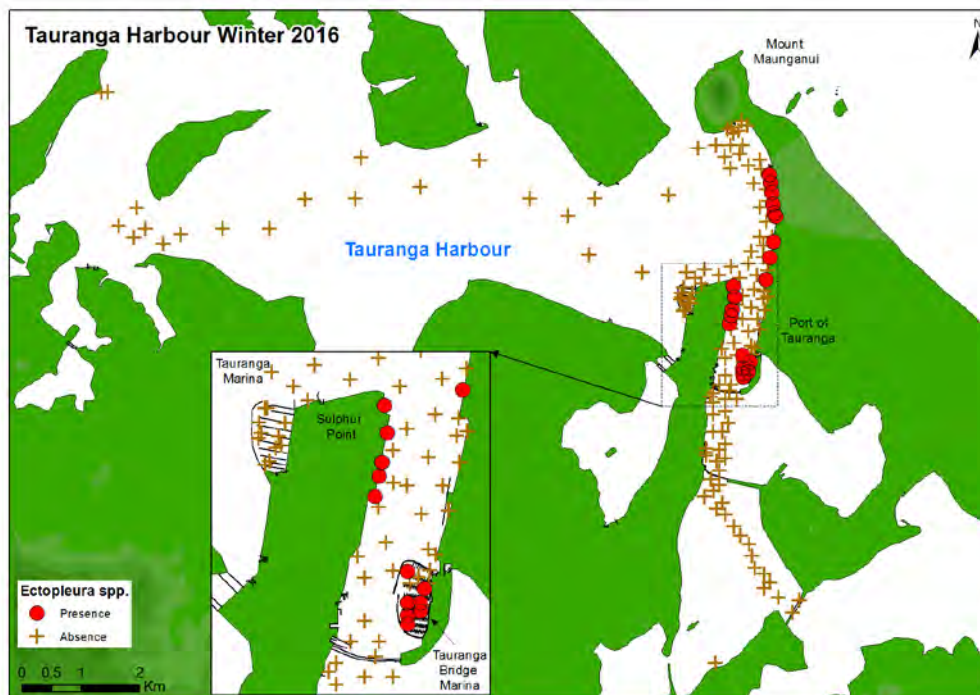 Tauranga Harbour Winter 2016
N
Mount
Maunganui
Tauranga Harbour
Port of
Tauranga
Tauranga
Marina
Sulphur
Point
Tauranga
Bridge
Marina
Ectopleura spp.
Presence
Absence
0 0.5 1 2
Km